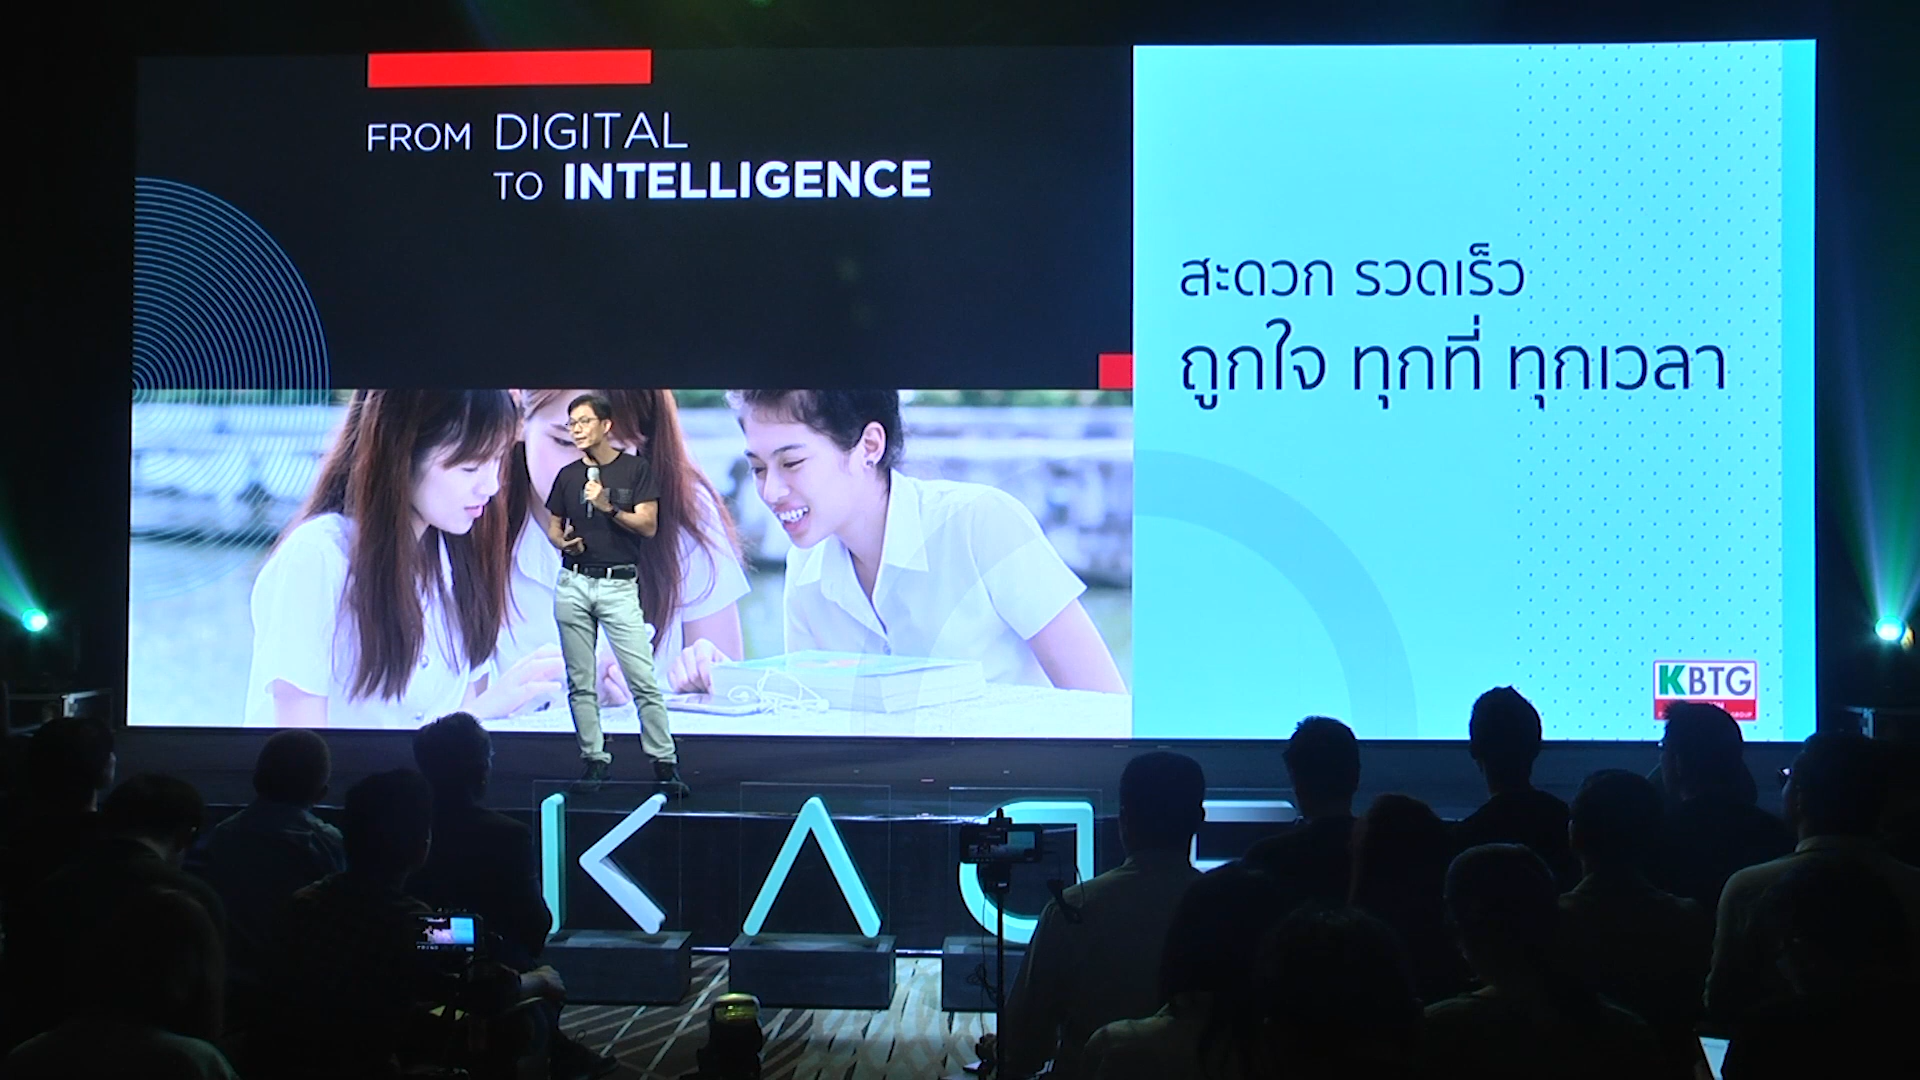 FROM DIGITAL
TO INTELLIGENCE
สะดวก รวดเร็ว
ถูกใจ ทุกที่ ทุกเวลา
KBTG